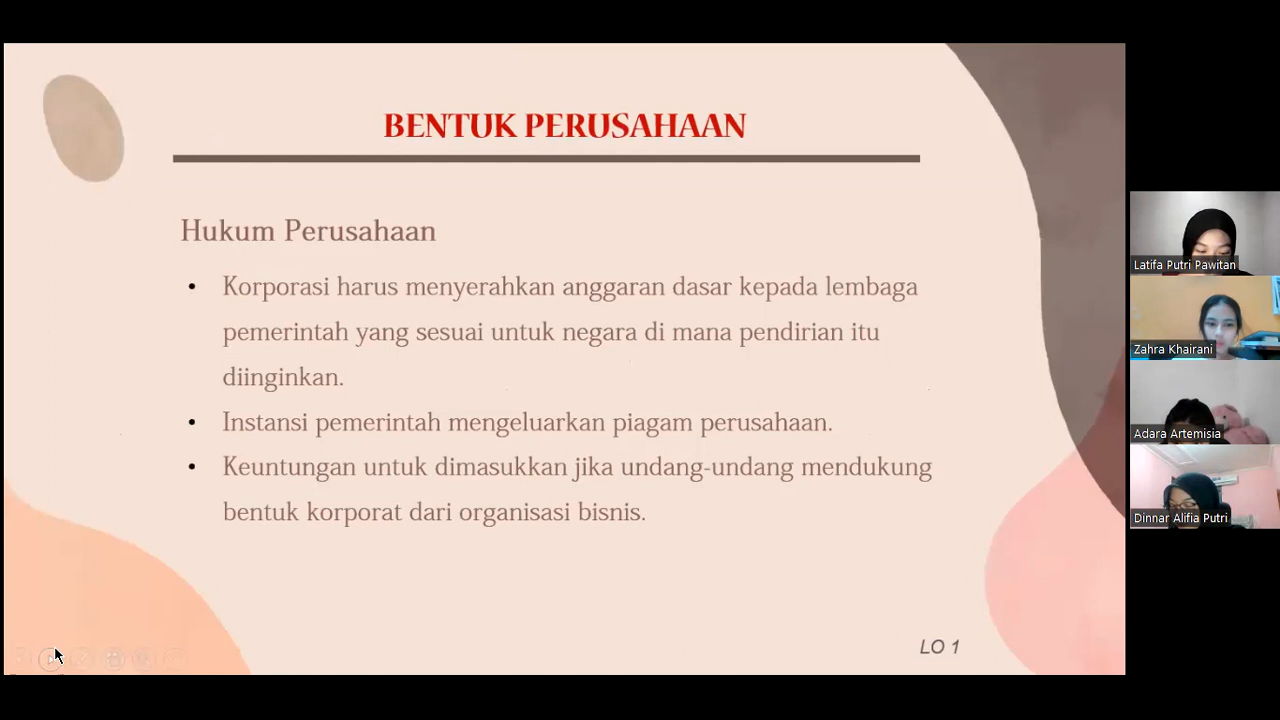 BENTUK PERUSAHAAN
Hukum Perusahaan
• Korporasi harus menyerahkan anggaran dasar kepada lembaga
pemerintah yang sesuai untuk negara di mana pendirian itu
diinginkan.
• Instansi pemerintah mengeluarkan piagam perusahaan.
• Keuntungan untuk dimasukkan jika undang-undang mendukung
bentuk korporat dari organisasi bisnis.
LO 1
Latifa Putri Pawitan
Zahra Khairani
Adara Artemisia
Dinnar Alifia Putri